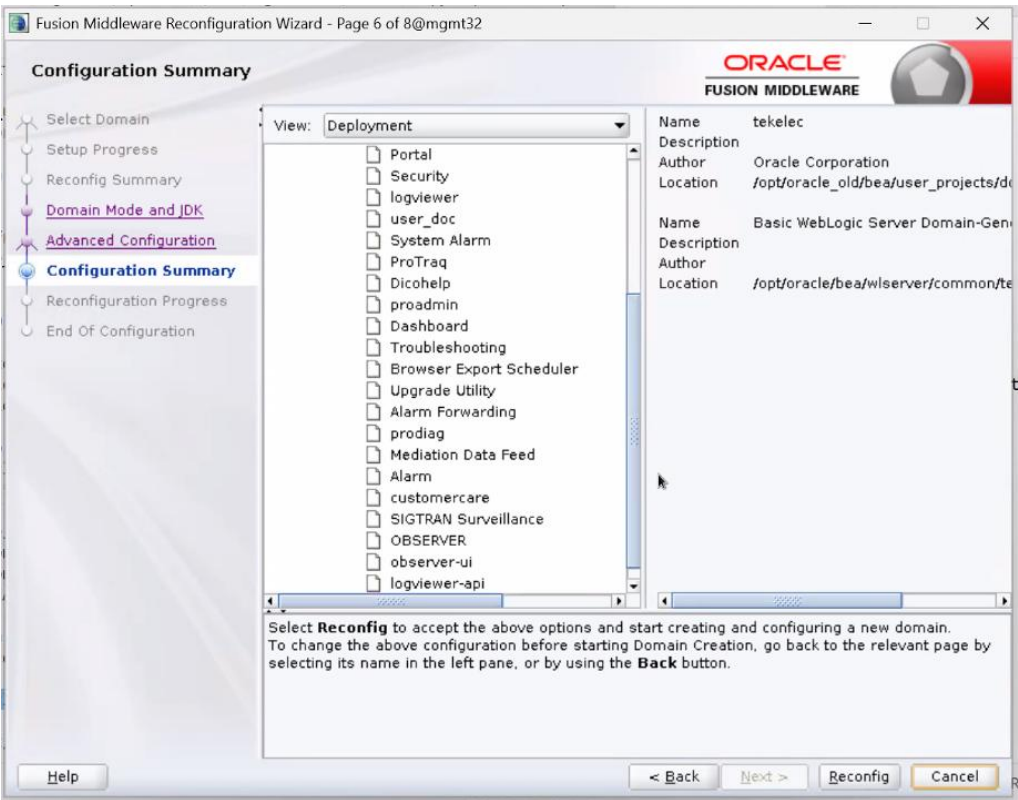 Fusion Middleware Reconfiguration Wizard - Page 6 of 8@mgmt32
Configuration Summary
ORACLE
FUSION MIDDLEWARE
Select Domain
Setup Progress
Reconfig Summary
Domain Mode and JDK
Advanced Configuration
Configuration Summary
Reconfiguration Progress
End Of Configuration
View: Deployment
Portal
Security
logviewer
user_doc
System Alarm
ProTraq
Dicohelp
proadmin
Dashboard
Troubleshooting
Browser Export Scheduler
Upgrade Utility
Alarm Forwarding
prodiag
Mediation Data Feed
Alarm
customercare
SIGTRAN Surveillance
OBSERVER
observer-ui
logviewer-api
Name tekelec
Description
Author Oracle Corporation
Location /opt/oracle_old/bea/user_projects/do
Name Basic WebLogic Server Domain-Gene
Description
Author
Location /opt/oracle/bea/wlserver/common/te
Select Reconfig to accept the above options and start creating and configuring a new domain.
To change the above configuration before starting Domain Creation, go back to the relevant page by
selecting its name in the left pane, or by using the Back button.
Help
< Back
Next >
Reconfig
Cancel